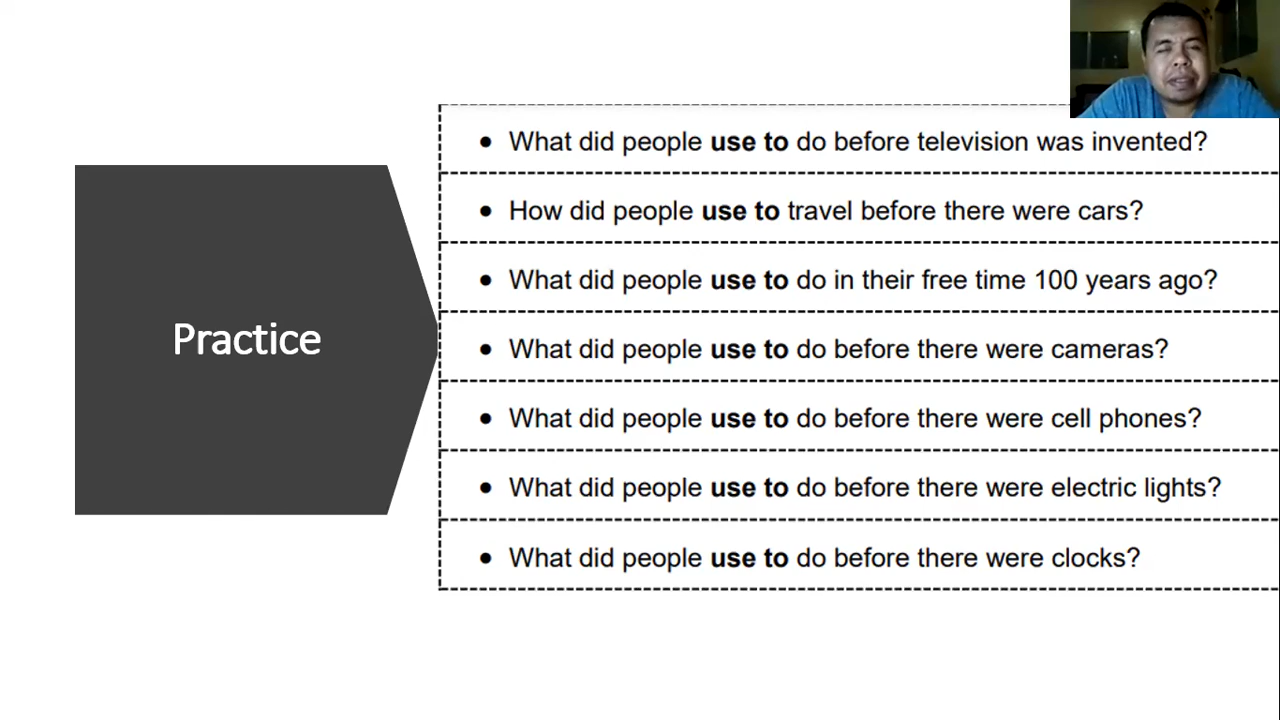 Practice
• What did people use to do before television was invented?
• How did people use to travel before there were cars?
• What did people use to do in their free time 100 years ago?
• What did people use to do before there were cameras?
• What did people use to do before there were cell phones?
• What did people use to do before there were electric lights?
• What did people use to do before there were clocks?